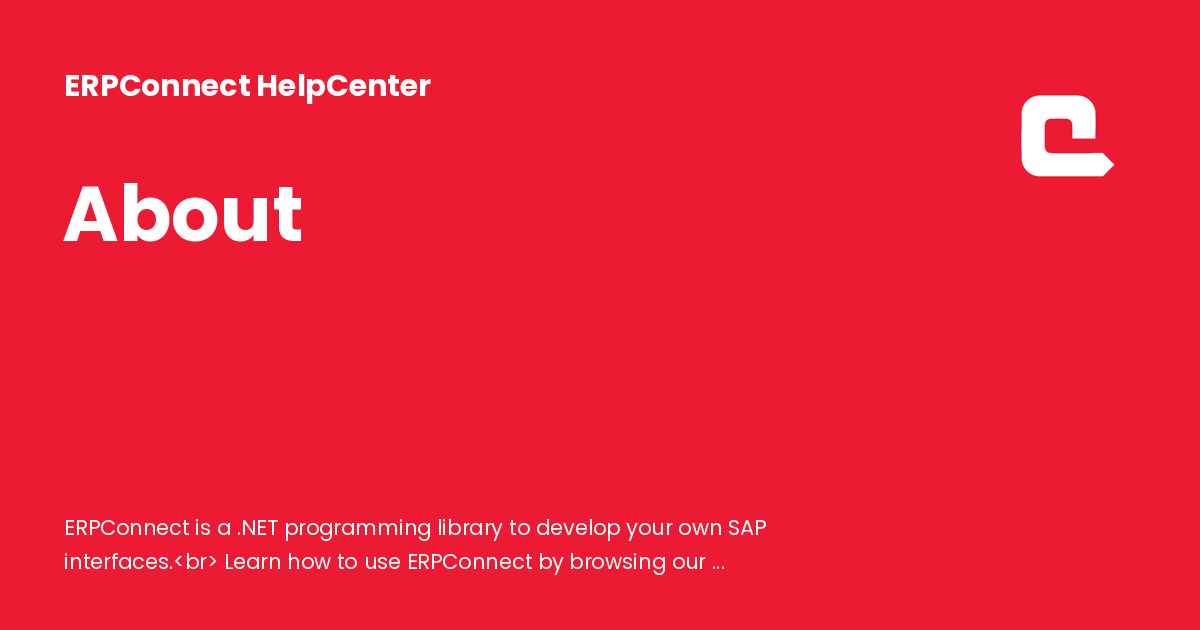 ERPConnect HelpCenter
About
ERPConnect is a .NET programming library to develop your own SAP
interfaces.<br> Learn how to use ERPConnect by browsing our ...